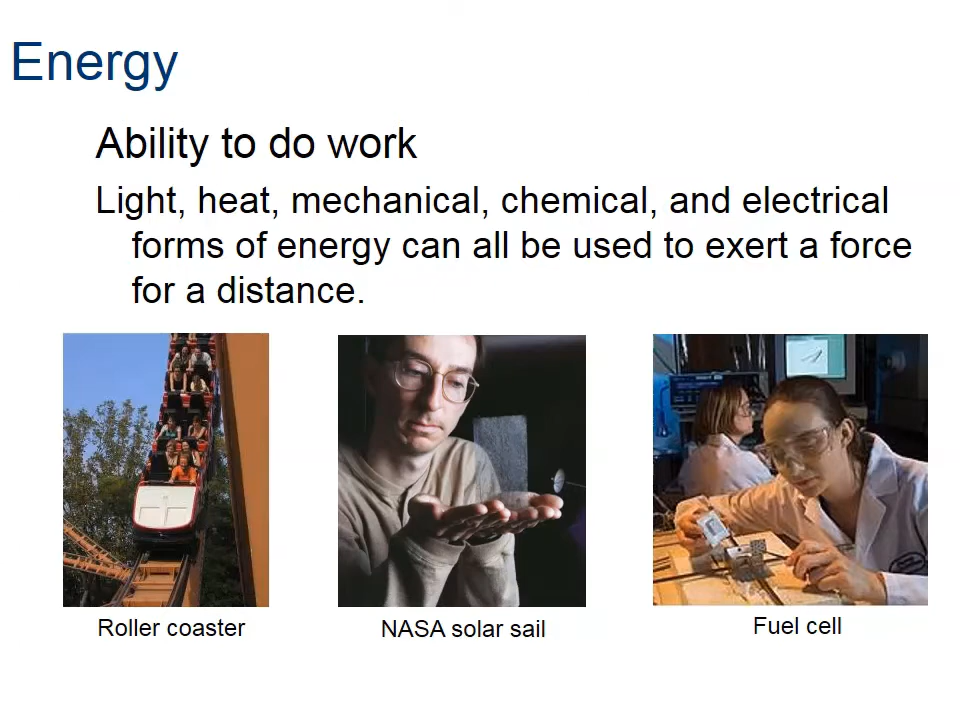 Energy
Ability to do work
Light, heat, mechanical, chemical, and electrical
forms of energy can all be used to exert a force
for a distance.
Roller coaster
NASA solar sail
Fuel cell